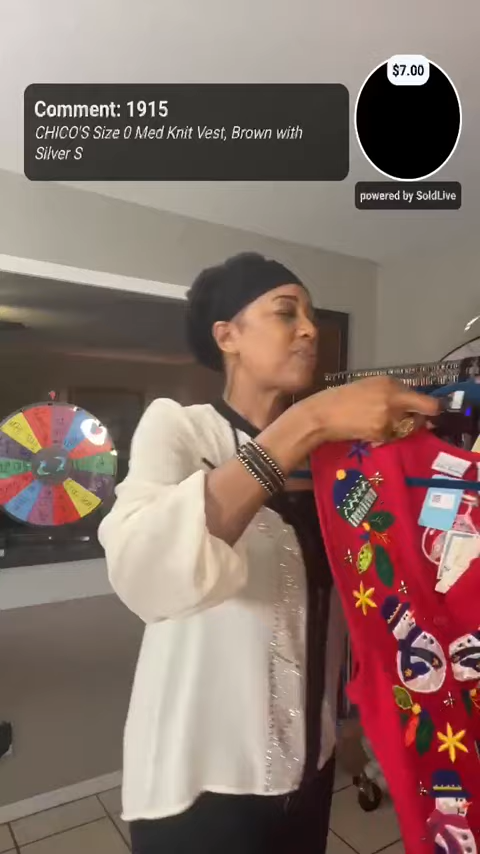 $7.00
Comment: 1915
CHICO'S Size 0 Med Knit Vest, Brown with
Silver S
powered by SoldLive